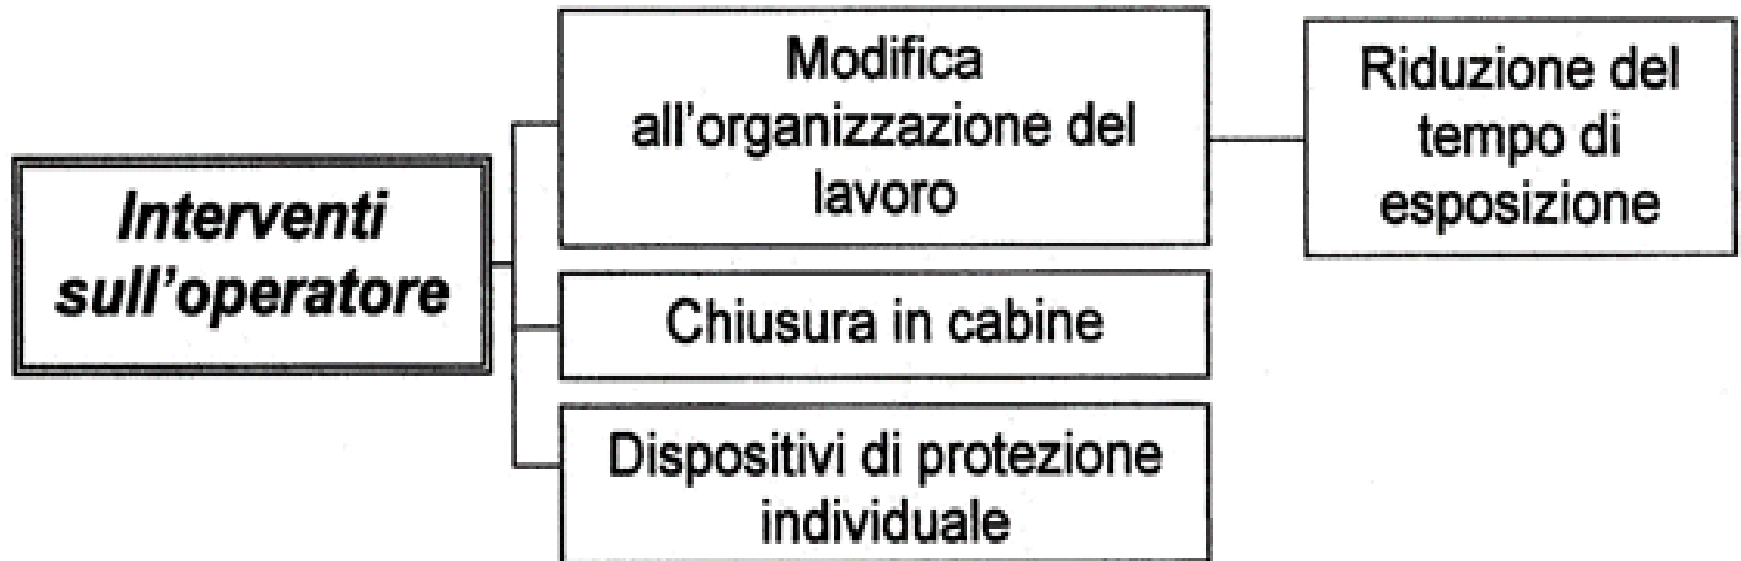 Interventi
sull'operatore
Modifica
all'organizzazione del
lavoro
Riduzione del
tempo di
esposizione
Chiusura in cabine
Dispositivi di protezione
individuale